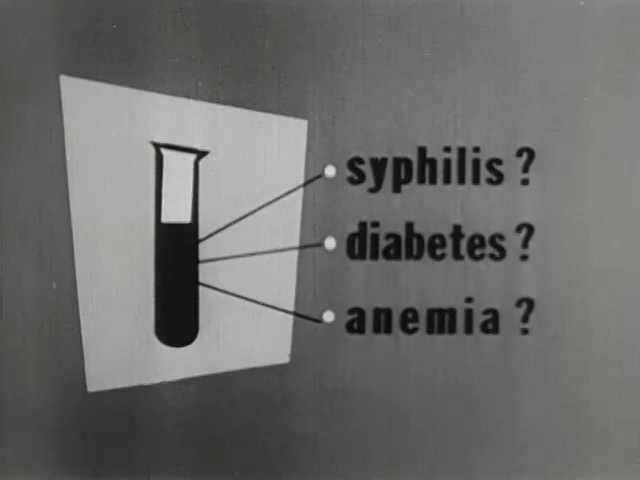 syphilis ?
diabetes ?
anemia ?